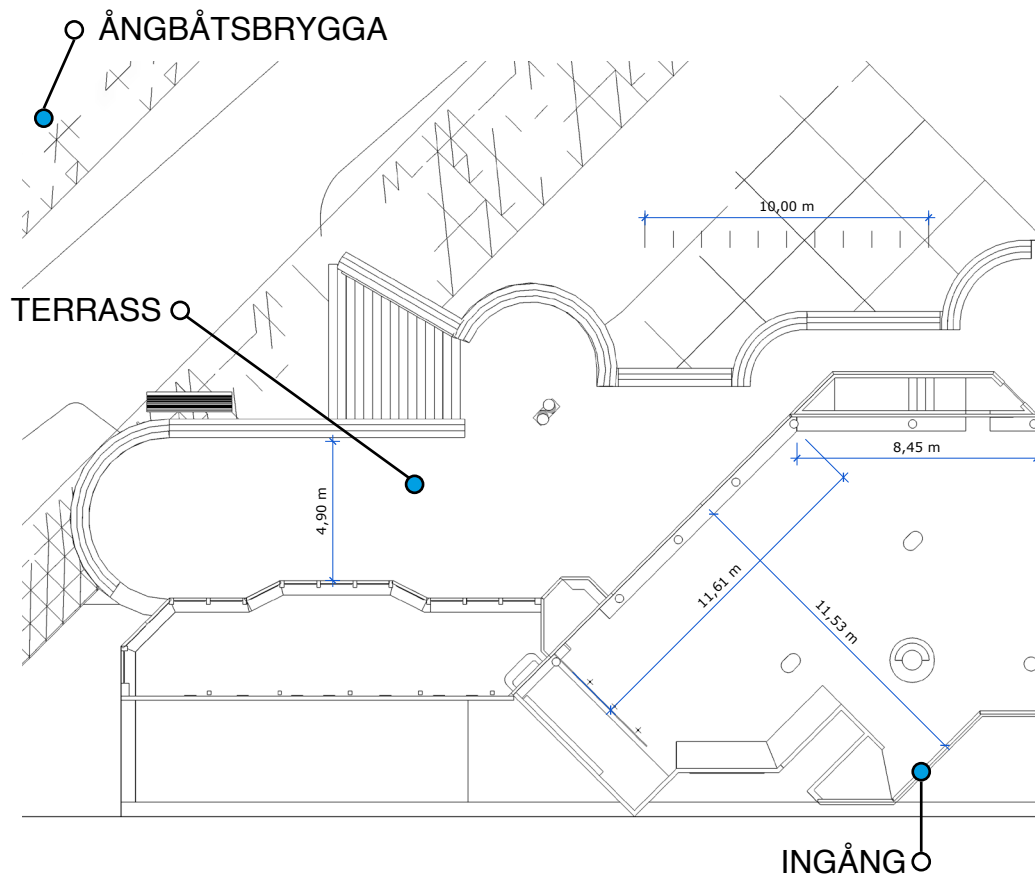 ÅNGBÅTSBRYGGA
10,00 m
TERRASS
8,45 m
4,90 m
11,61 m
11,53 m
INGÅNG